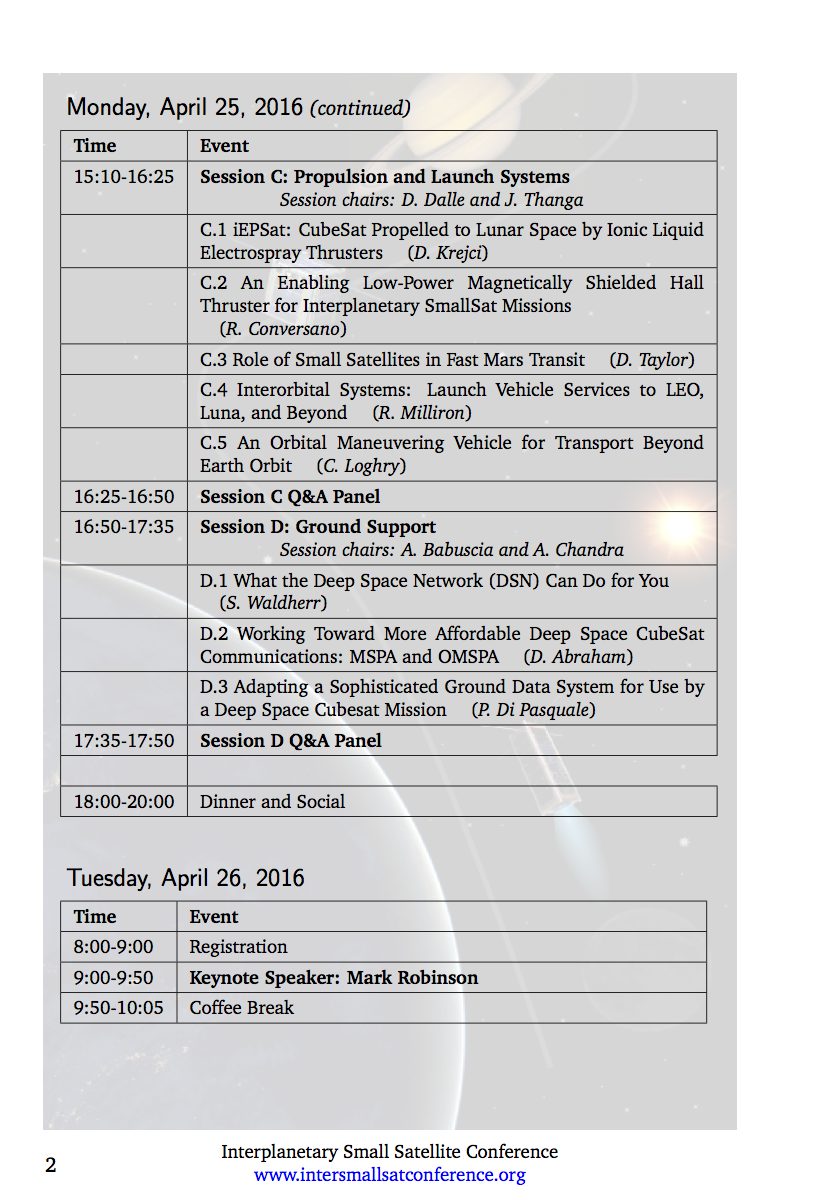 Monday, April 25, 2016 (continued)
Time Event
15:10-16:25 Session C: Propulsion and Launch Systems
Session chairs: D. Dalle and J. Thanga
C.1 iEPSat: CubeSat Propelled to Lunar Space by Ionic Liquid
Electrospray Thrusters (D. Krejci)
C.2 An Enabling Low-Power Magnetically Shielded Hall
Thruster for Interplanetary SmallSat Missions
(R. Conversano)
C.3 Role of Small Satellites in Fast Mars Transit (D. Taylor)
C.4 Interorbital Systems: Launch Vehicle Services to LEO,
Luna, and Beyond (R. Milliron)
C.5 An Orbital Maneuvering Vehicle for Transport Beyond
Earth Orbit (C. Loghry)
16:25-16:50 Session C Q&A Panel
16:50-17:35 Session D: Ground Support
Session chairs: A. Babuscia and A. Chandra
D.1 What the Deep Space Network (DSN) Can Do for You
(S. Waldherr)
D.2 Working Toward More Affordable Deep Space CubeSat
Communications: MSPA and OMSPA (D. Abraham)
D.3 Adapting a Sophisticated Ground Data System for Use by
a Deep Space Cubesat Mission (P. Di Pasquale)
17:35-17:50 Session D Q&A Panel
18:00-20:00 Dinner and Social
Tuesday, April 26, 2016
Time Event
8:00-9:00 Registration
9:00-9:50 Keynote Speaker: Mark Robinson
9:50-10:05 Coffee Break
Interplanetary Small Satellite Conference
www.intersmallsatconference.org
2